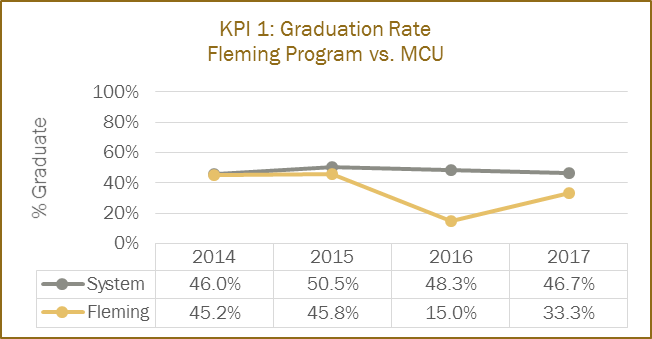 KPI 1: Graduation Rate
Fleming Program vs. MCU
% Graduate
100%
80%
60%
40%
20%
0%
2014 2015 2016 2017
System 46.0% 50.5% 48.3% 46.7%
Fleming 45.2% 45.8% 15.0% 33.3%